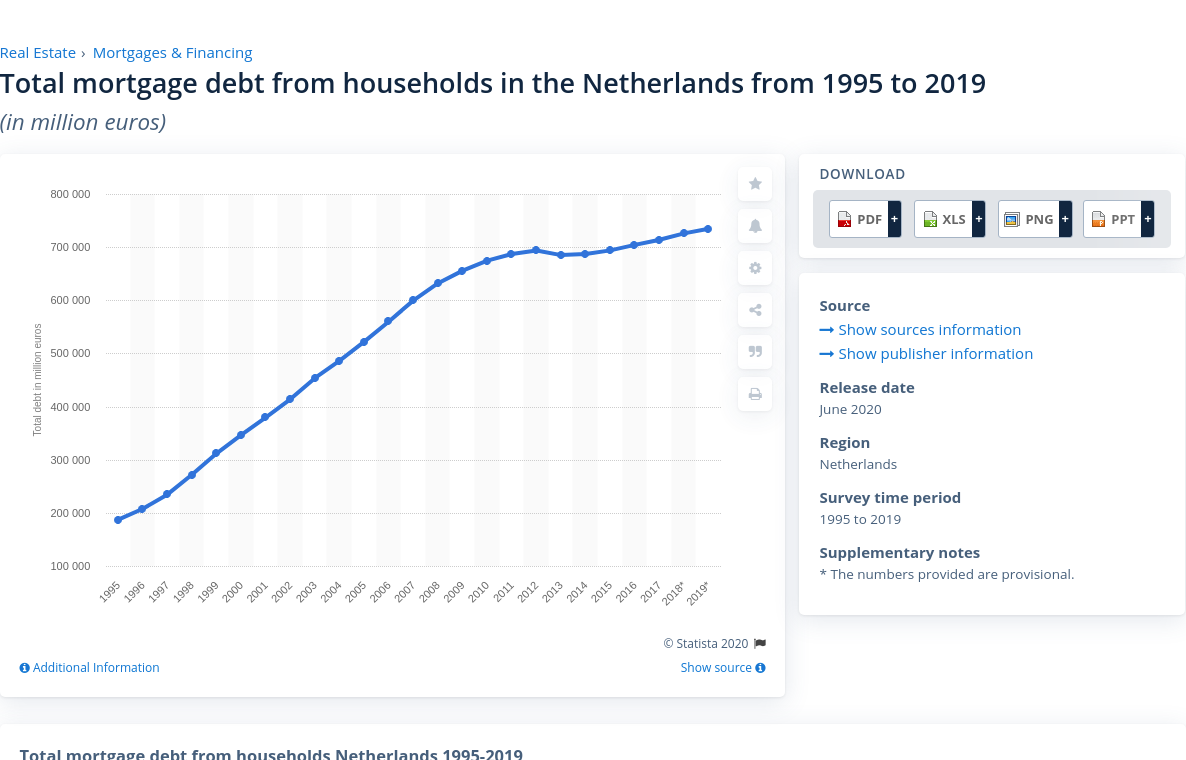 Real Estate › Mortgages & Financing
Total mortgage debt from households in the Netherlands from 1995 to 2019
(in million euros)
800 000
700 000
600 000
500 000
400 000
300 000
200 000
100 000
Total debt in million euros
1995 1996 1997 1998 1999 2000 2001 2002 2003 2004 2005 2006 2007 2008 2009 2010 2011 2012 2013 2014 2015 2016 2017 2018* 2019*
© Statista 2020
Additional Information Show source
DOWNLOAD
PDF + XLS + PNG + PPT +
Source
Show sources information
Show publisher information
Release date
June 2020
Region
Netherlands
Survey time period
1995 to 2019
Supplementary notes
* The numbers provided are provisional.
Total mortgage debt from households Netherlands 1995-2019